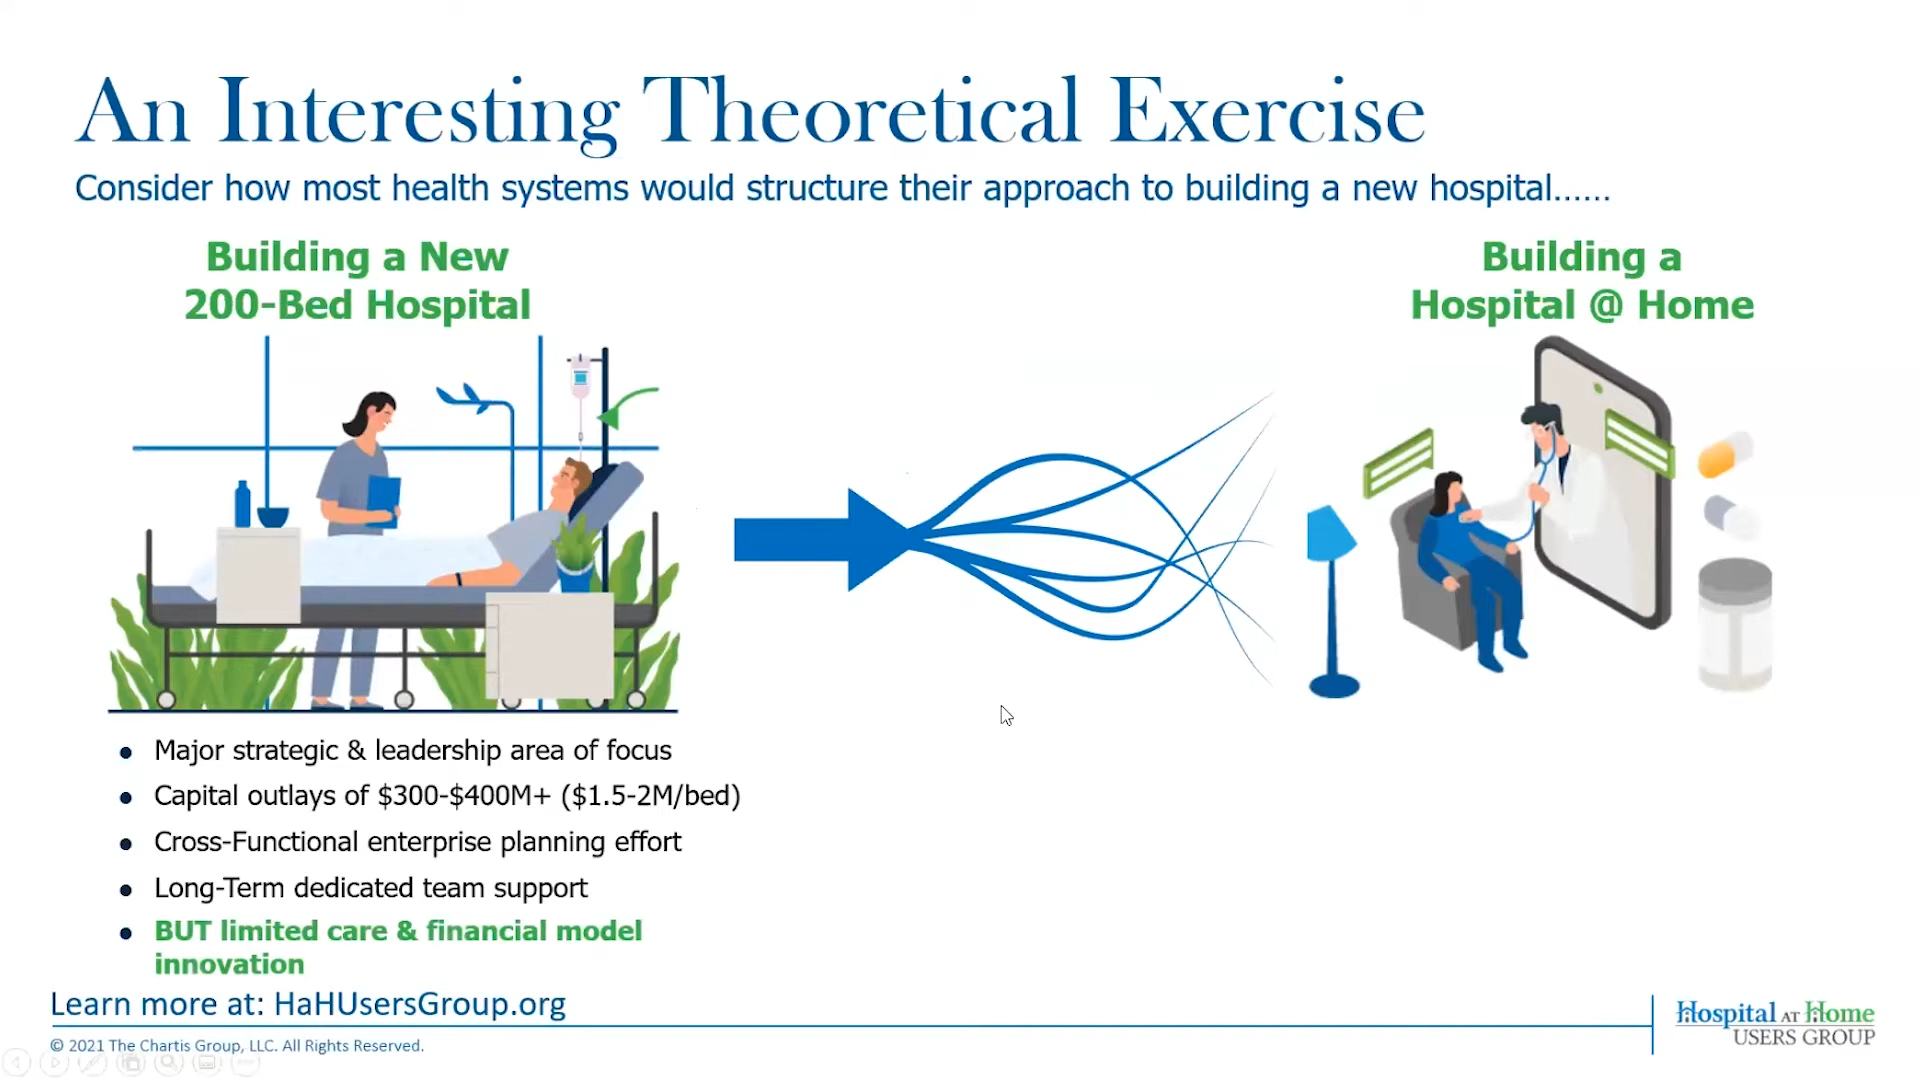 An Interesting Theoretical Exercise
Consider how most health systems would structure their approach to building a new hospital......
Building a New
200-Bed Hospital
Building a
Hospital @ Home
● Major strategic & leadership area of focus
● Capital outlays of $300-$400M+ ($1.5-2M/bed)
● Cross-Functional enterprise planning effort
● Long-Term dedicated team support
● BUT limited care & financial model
innovation
Learn more at: HaHUsersGroup.org
© 2021 The Chartis Group, LLC. All Rights Reserved.
Hospital AT Home
USERS GROUP